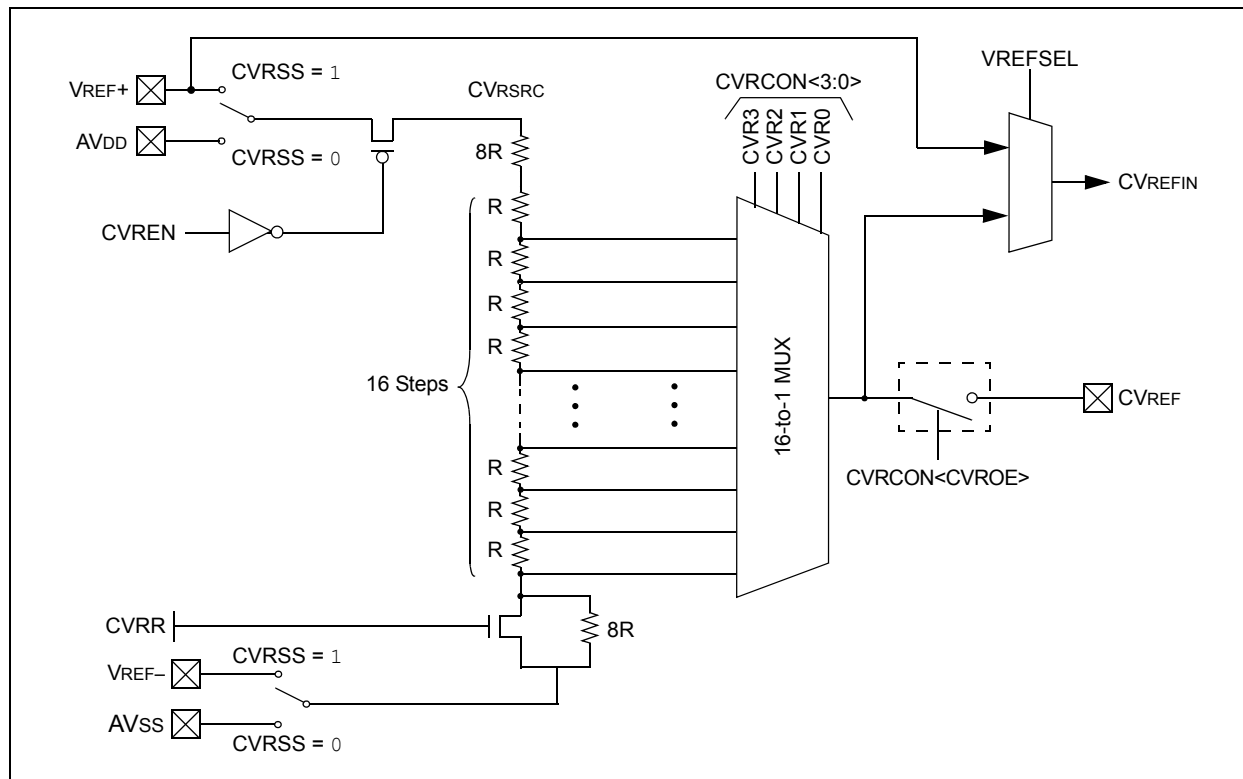 VREF+
CVRSS = 1
AVDD
CVRSS = 0
CVREN
CVRSRC
8R
R
R
R
R
16 Steps
R
R
R
CVRCON<3:0>
CVR3
CVR2
CVR1
CVR0
16-to-1 MUX
VREFSEL
CVREFIN
CVREF
CVRCON<CVROE>
CVRR
8R
VREF–
CVRSS = 1
AVSS
CVRSS = 0